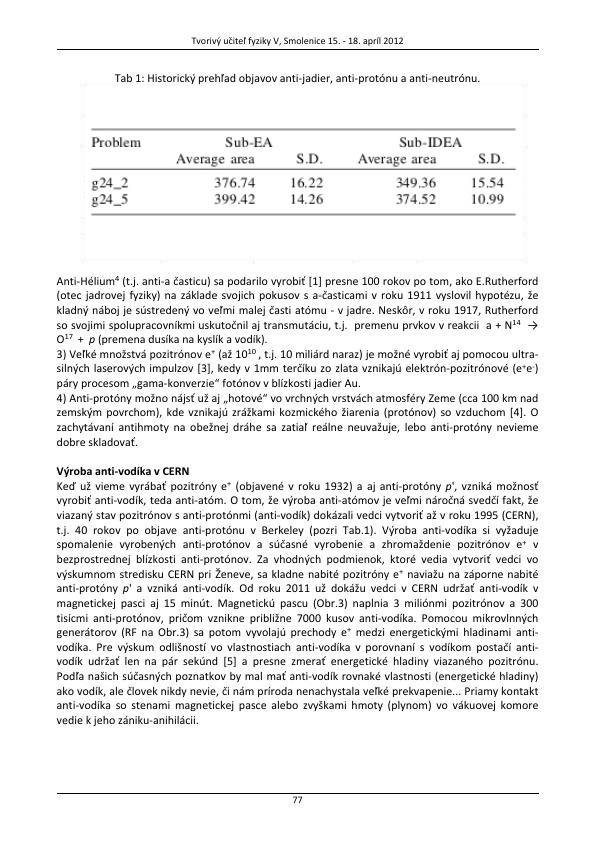 Tvorivý učiteľ fyziky V, Smolenice 15. - 18. apríl 2012
Tab 1: Historický prehľad objavov anti-jadier, anti-protónu a anti-neutrónu.
Problem Sub-EA Sub-IDEA
Average area S.D. Average area S.D.
g24_2 376.74 16.22 349.36 15.54
g24_5 399.42 14.26 374.52 10.99
Anti-Hélium⁴ (t.j. anti-a časticu) sa podarilo vyrobiť [1] presne 100 rokov po tom, ako E.Rutherford
(otec jadrovej fyziky) na základe svojich pokusov s a-časticami v roku 1911 vyslovil hypotézu, že
kladný náboj je sústredený vo veľmi malej časti atómu - v jadre. Neskôr, v roku 1917, Rutherford
so svojimi spolupracovníkmi uskutočnil aj transmutáciu, t.j. premenu prvkov v reakcii a + N¹⁴ →
O¹⁷ + p (premena dusíka na kyslík a vodík).
3) Veľké množstvá pozitrónov e⁺ (až 10¹⁰ , t.j. 10 miliárd naraz) je možné vyrobiť aj pomocou ultra-
silných laserových impulzov [3], kedy v 1mm terčíku zo zlata vznikajú elektrón-pozitrónové (e⁺e⁻)
páry procesom „gama-konverzie“ fotónov v blízkosti jadier Au.
4) Anti-protóny možno nájsť už aj „hotové“ vo vrchných vrstvách atmosféry Zeme (cca 100 km nad
zemským povrchom), kde vznikajú zrážkami kozmického žiarenia (protónov) so vzduchom [4]. O
zachytávaní antihmoty na obežnej dráhe sa zatiaľ reálne neuvažuje, lebo anti-protóny nevieme
dobre skladovať.
Výroba anti-vodíka v CERN
Keď už vieme vyrábať pozitróny e⁺ (objavené v roku 1932) a aj anti-protóny p', vzniká možnosť
vyrobiť anti-vodík, teda anti-atóm. O tom, že výroba anti-atómov je veľmi náročná svedčí fakt, že
viazaný stav pozitrónov s anti-protónmi (anti-vodík) dokázali vedci vytvoriť až v roku 1995 (CERN),
t.j. 40 rokov po objave anti-protónu v Berkeley (pozri Tab.1). Výroba anti-vodíka si vyžaduje
spomalenie vyrobených anti-protónov a súčasné vyrobenie a zhromaždenie pozitrónov e⁺ v
bezprostrednej blízkosti anti-protónov. Za vhodných podmienok, ktoré vedia vytvoriť vedci vo
výskumnom stredisku CERN pri Ženeve, sa kladne nabité pozitróny e⁺ naviažu na záporne nabité
anti-protóny p' a vzniká anti-vodík. Od roku 2011 už dokážu vedci v CERN udržať anti-vodík v
magnetickej pasci aj 15 minút. Magnetickú pascu (Obr.3) naplnia 3 miliónmi pozitrónov a 300
tisícmi anti-protónov, pričom vznikne približne 7000 kusov anti-vodíka. Pomocou mikrovlnných
generátorov (RF na Obr.3) sa potom vyvolajú prechody e⁺ medzi energetickými hladinami anti-
vodíka. Pre výskum odlišností vo vlastnostiach anti-vodíka v porovnaní s vodíkom postačí anti-
vodík udržať len na pár sekúnd [5] a presne zmerať energetické hladiny viazaného pozitrónu.
Podľa našich súčasných poznatkov by mal mať anti-vodík rovnaké vlastnosti (energetické hladiny)
ako vodík, ale človek nikdy nevie, či nám príroda nenachystala veľké prekvapenie... Priamy kontakt
anti-vodíka so stenami magnetickej pasce alebo zvyškami hmoty (plynom) vo vákuovej komore
vedie k jeho zániku-anihilácii.
77